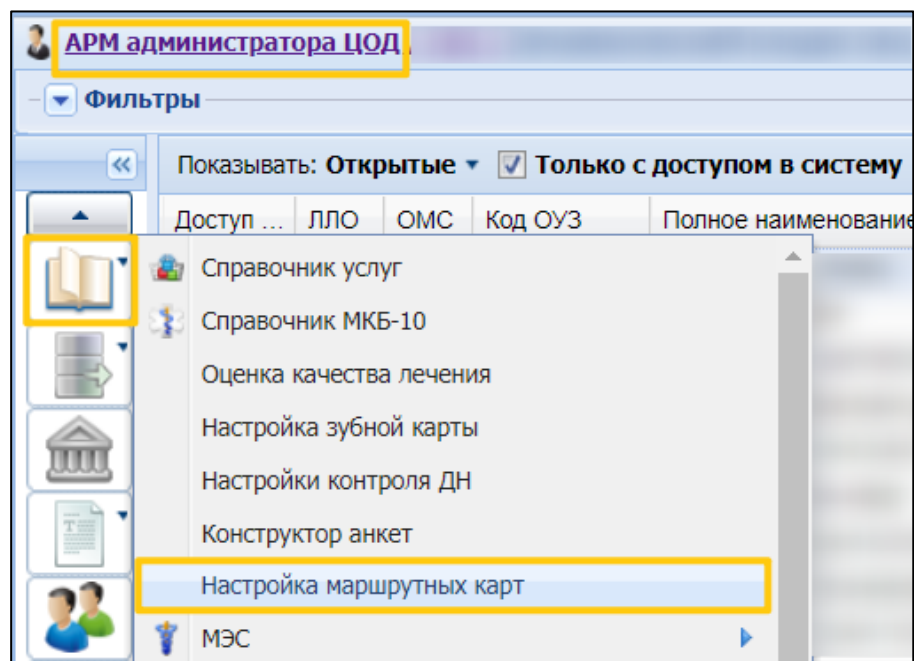 АРМ администратора ЦОД
Фильтры
Показывать: Открытые Только с доступом в систему
Доступ ... ЛЛО ОМС Код ОУЗ Полное наименование
Справочник услуг
Справочник МКБ-10
Оценка качества лечения
Настройка зубной карты
Настройки контроля ДН
Конструктор анкет
Настройка маршрутных карт
МЭС